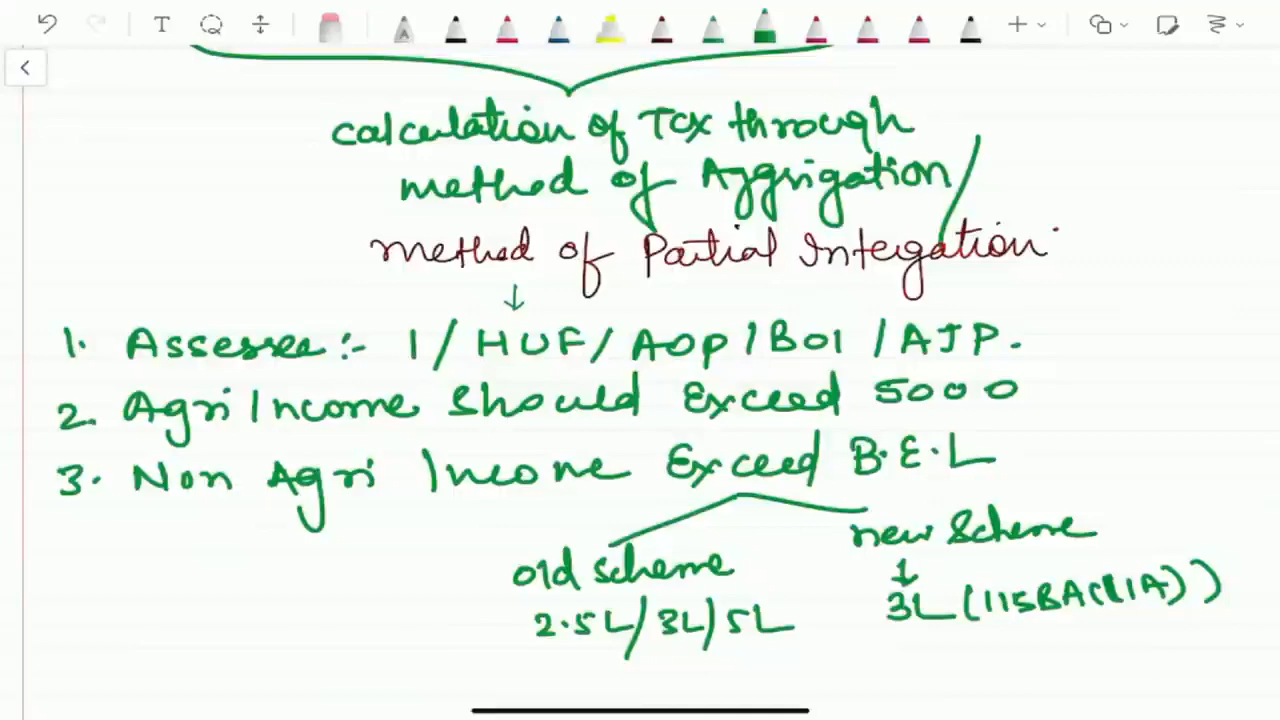 calculation of Tax through
method of Aggrigation/
method of Partial Intergation
↓
1. Assessee:- I/HUF/AOP/BOI/AJP.
2. Agri Income Should Exceed 5000
3. Non Agri Income Exceed B.E.L
old scheme
2.5L/3L/5L
new Scheme
↓
3L (115BAC(1A))